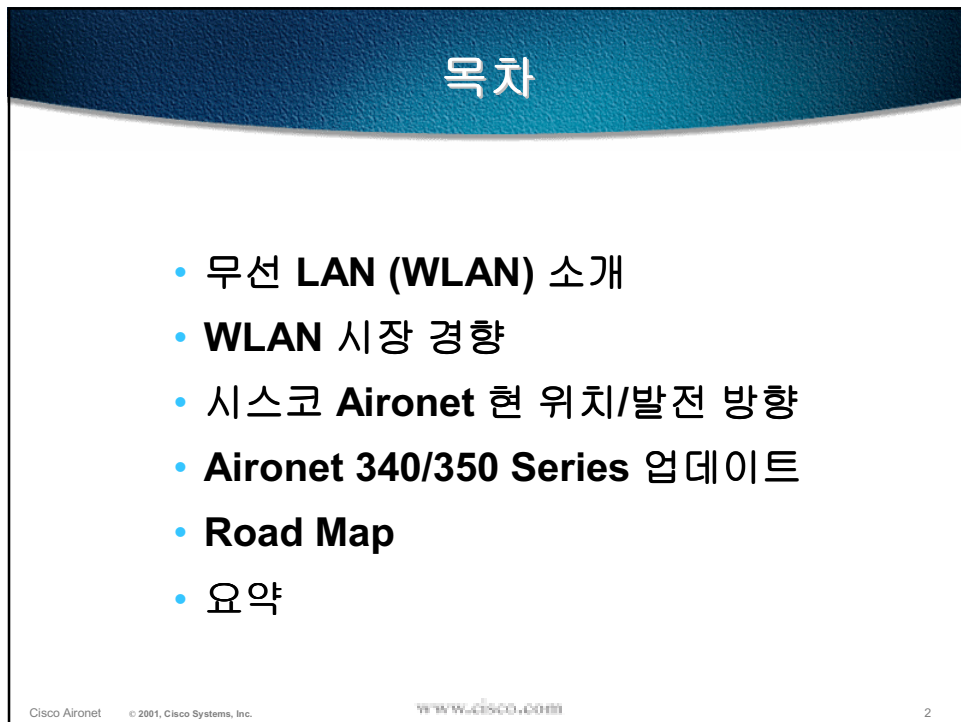 목차
• 무선 LAN (WLAN) 소개
• WLAN 시장 경향
• 시스코 Aironet 현 위치/발전 방향
• Aironet 340/350 Series 업데이트
• Road Map
• 요약
Cisco Aironet © 2001, Cisco Systems, Inc. www.cisco.com 2